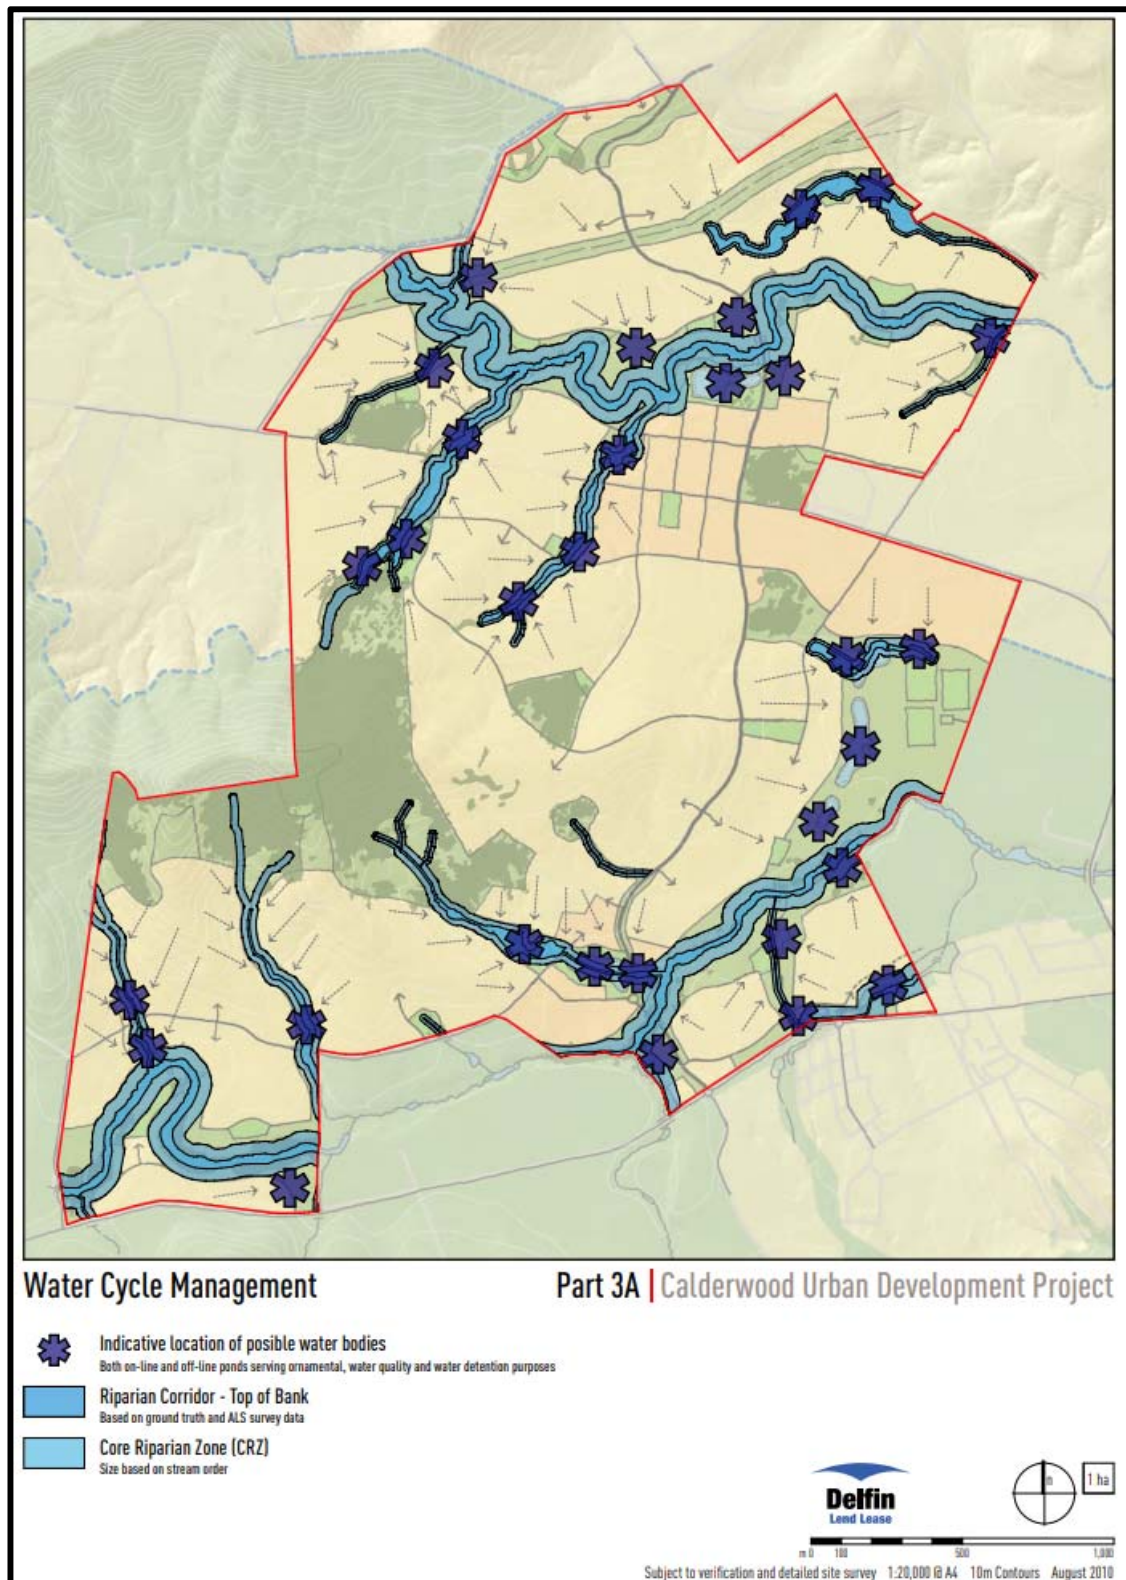 Water Cycle Management
Part 3A | Calderwood Urban Development Project
Indicative location of posible water bodies
Both on-line and off-line ponds serving ornamental, water quality and water detention purposes
Riparian Corridor - Top of Bank
Based on ground truth and ALS survey data
Core Riparian Zone (CRZ)
Size based on stream order
Delfin
Lend Lease
n
1 ha
m 0 100 500 1,000
Subject to verification and detailed site survey 1:20,000 @ A4 10m Contours August 2010